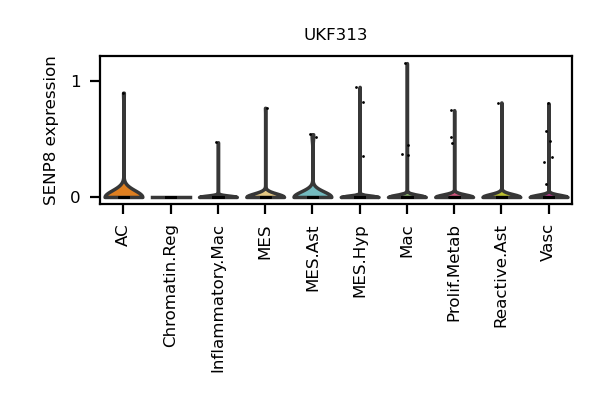 UKF313
SENP8 expression
1
0
AC
Chromatin.Reg
Inflammatory.Mac
MES
MES.Ast
MES.Hyp
Mac
Prolif.Metab
Reactive.Ast
Vasc